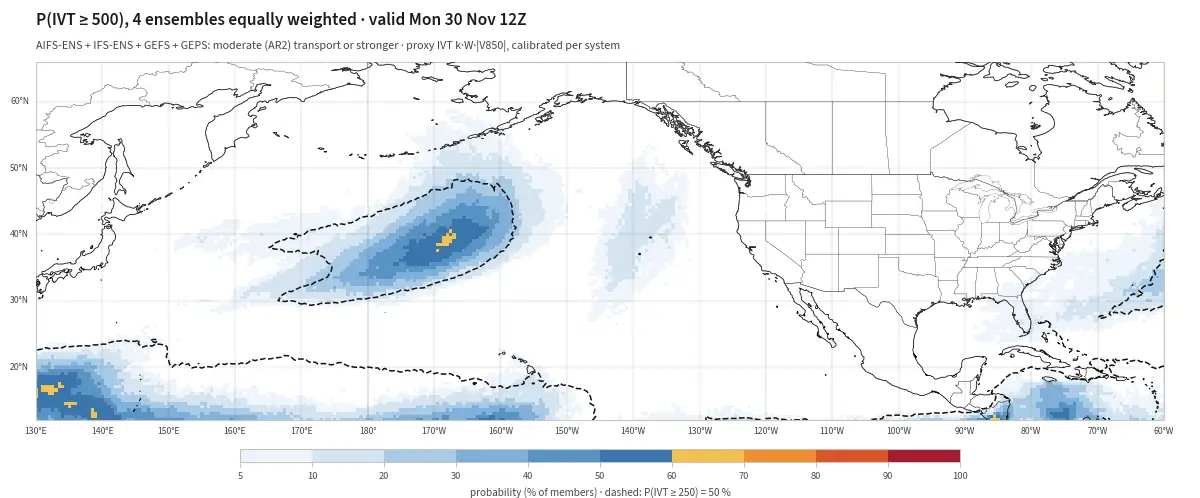 P(IVT ≥ 500), 4 ensembles equally weighted · valid Mon 30 Nov 12Z
AIFS-ENS + IFS-ENS + GEFS + GEPS: moderate (AR2) transport or stronger · proxy IVT k·W·|V850|, calibrated per system
60°N
50°N
40°N
30°N
20°N
130°E 140°E 150°E 160°E 170°E 180° 170°W 160°W 150°W 140°W 130°W 120°W 110°W 100°W 90°W 80°W 70°W 60°W
5 10 20 30 40 50 60 70 80 90 100
probability (% of members) · dashed: P(IVT ≥ 250) = 50 %